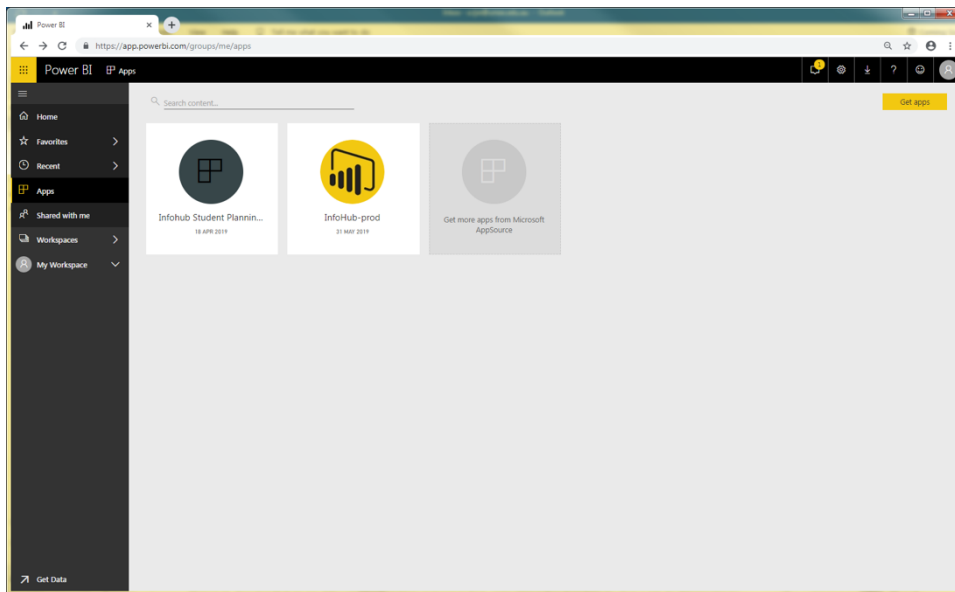 Power BI
https://app.powerbi.com/groups/me/apps
Power BI Apps
1
Home
Favorites
Recent
Apps
Shared with me
Workspaces
My Workspace
Get Data
Search content...
Get apps
Infohub Student Plannin...
18 APR 2019
InfoHub-prod
31 MAY 2019
Get more apps from Microsoft
AppSource